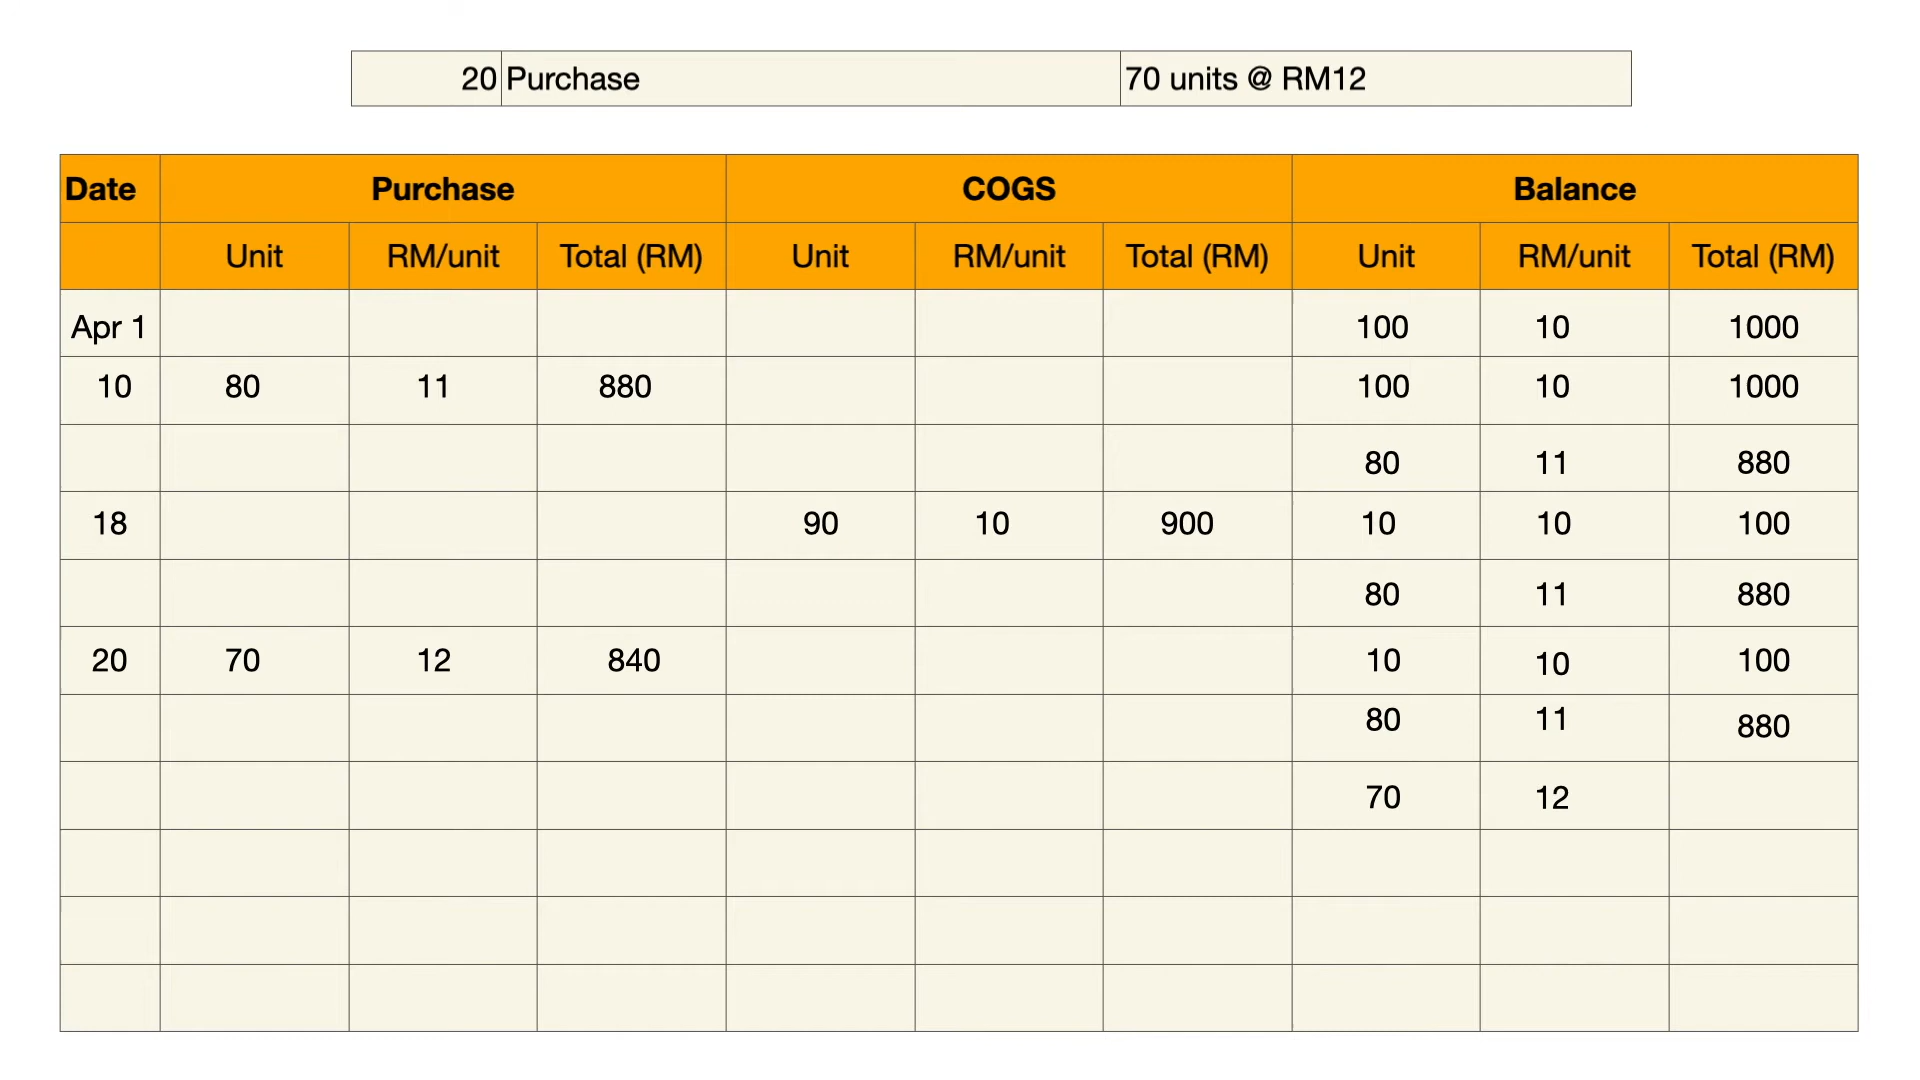 20 Purchase 70 units @ RM12
Date Purchase COGS Balance
Unit RM/unit Total (RM) Unit RM/unit Total (RM) Unit RM/unit Total (RM)
Apr 1 100 10 1000
10 80 11 880 100 10 1000
80 11 880
18 90 10 900 10 10 100
80 11 880
20 70 12 840 10 10 100
80 11 880
70 12